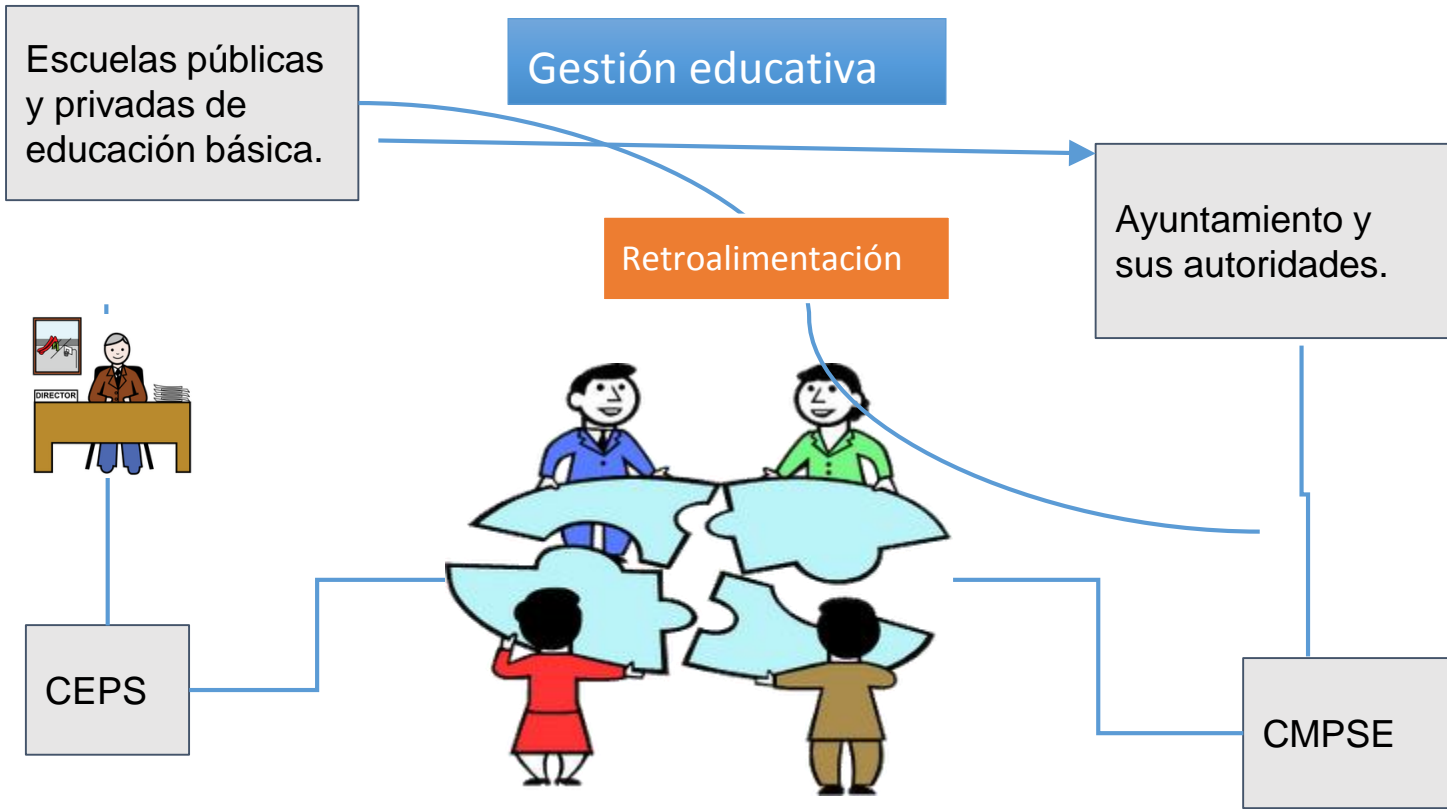 Escuelas públicas
y privadas de
educación básica.
Gestión educativa
Retroalimentación
Ayuntamiento y
sus autoridades.
DIRECTOR
CEPS
CMPSE